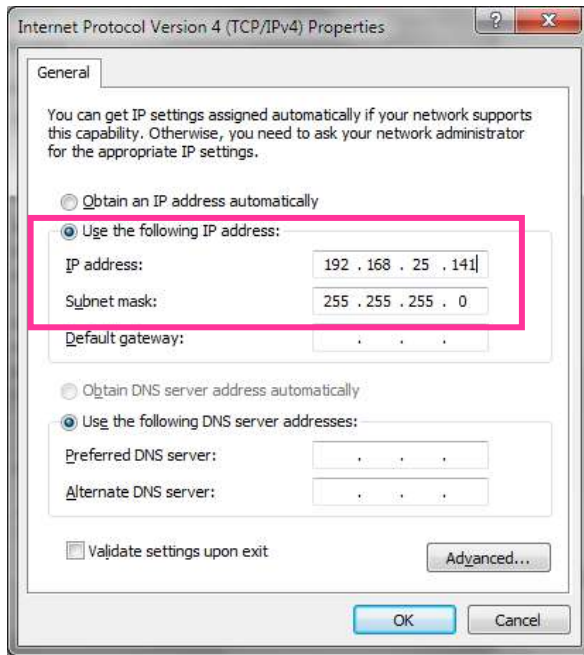 Internet Protocol Version 4 (TCP/IPv4) Properties
General
You can get IP settings assigned automatically if your network supports
this capability. Otherwise, you need to ask your network administrator
for the appropriate IP settings.
Obtain an IP address automatically
Use the following IP address:
IP address: 192 . 168 . 25 . 141
Subnet mask: 255 . 255 . 255 . 0
Default gateway: . . .
Obtain DNS server address automatically
Use the following DNS server addresses:
Preferred DNS server: . . .
Alternate DNS server: . . .
Validate settings upon exit
Advanced...
OK Cancel